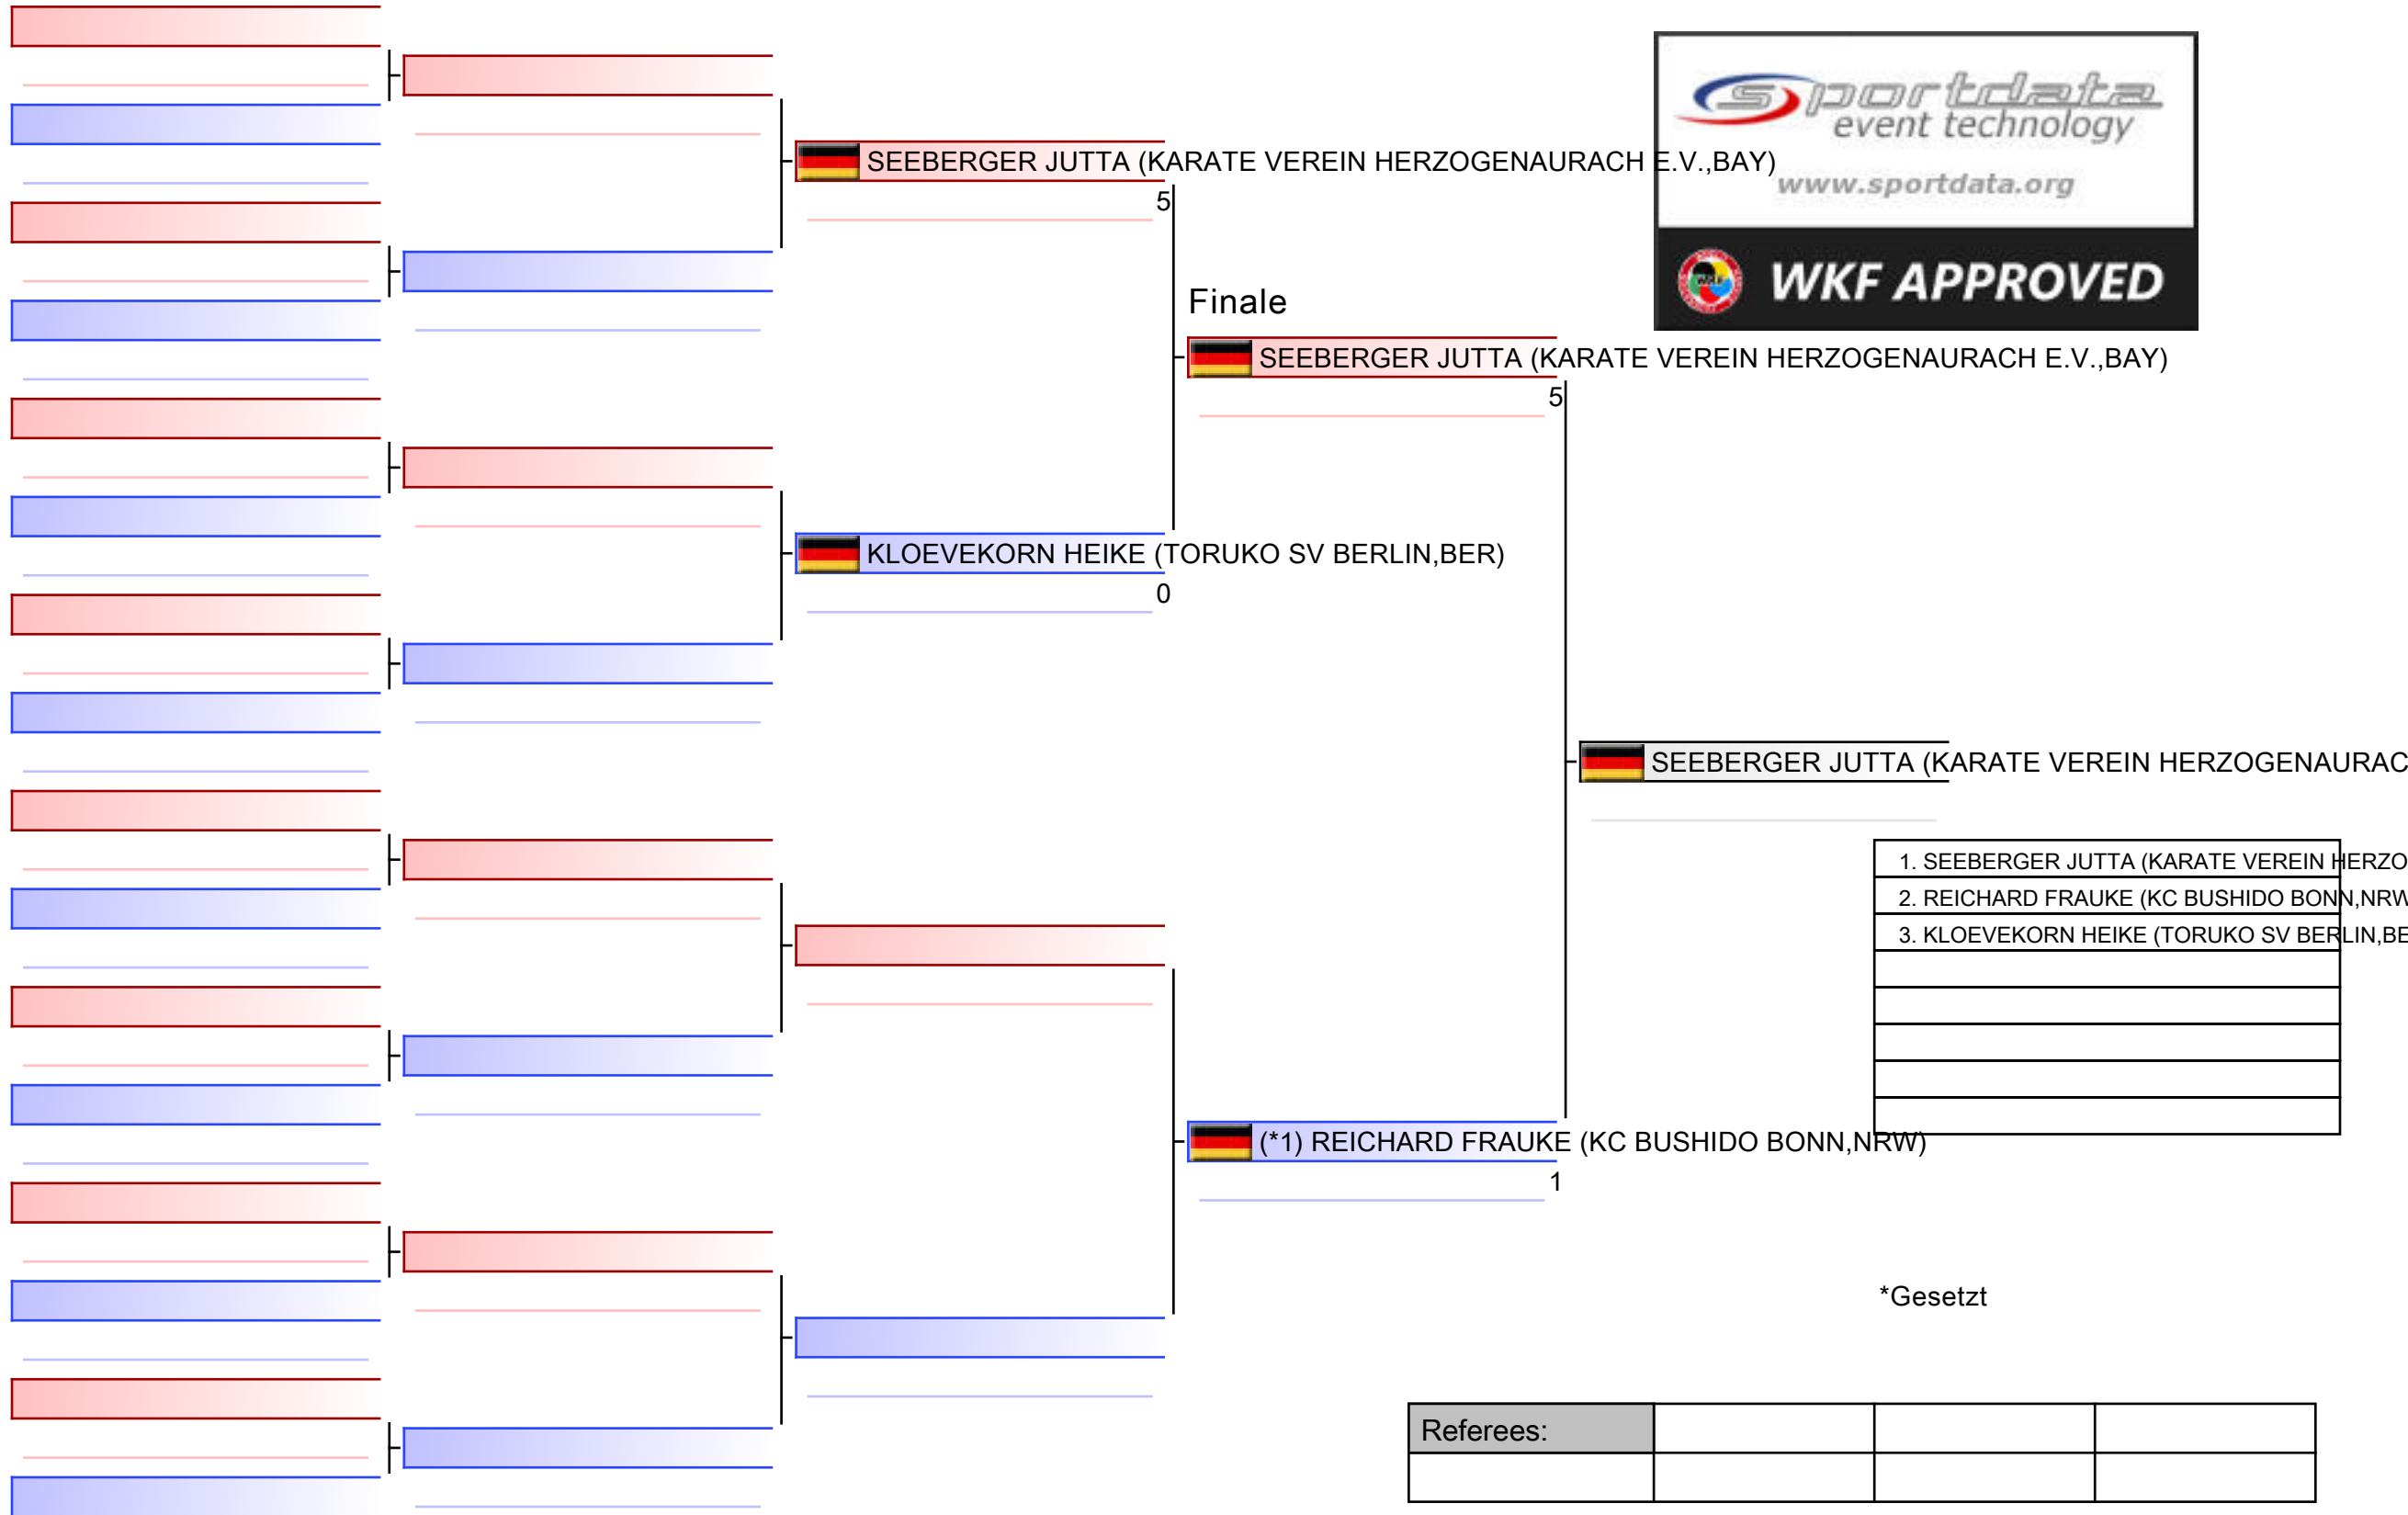 sportdata
event technology
www.sportdata.org
WKF APPROVED
SEEBERGER JUTTA (KARATE VEREIN HERZOGENAURACH E.V.,BAY)
5
Finale
SEEBERGER JUTTA (KARATE VEREIN HERZOGENAURACH E.V.,BAY)
5
KLOEVEKORN HEIKE (TORUKO SV BERLIN,BER)
0
SEEBERGER JUTTA (KARATE VEREIN HERZOGENAURAC
1. SEEBERGER JUTTA (KARATE VEREIN HERZO
2. REICHARD FRAUKE (KC BUSHIDO BONN,NRW
3. KLOEVEKORN HEIKE (TORUKO SV BERLIN,BE
(*1) REICHARD FRAUKE (KC BUSHIDO BONN,NRW)
1
*Gesetzt
Referees: